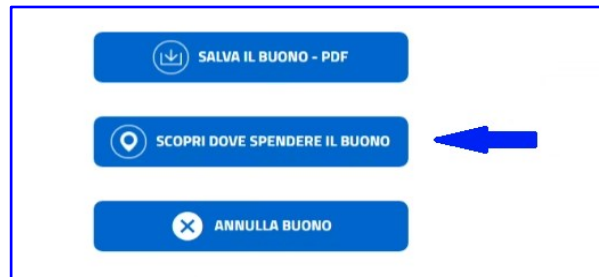 SALVA IL BUONO - PDF
SCOPRI DOVE SPENDERE IL BUONO
ANNULLA BUONO